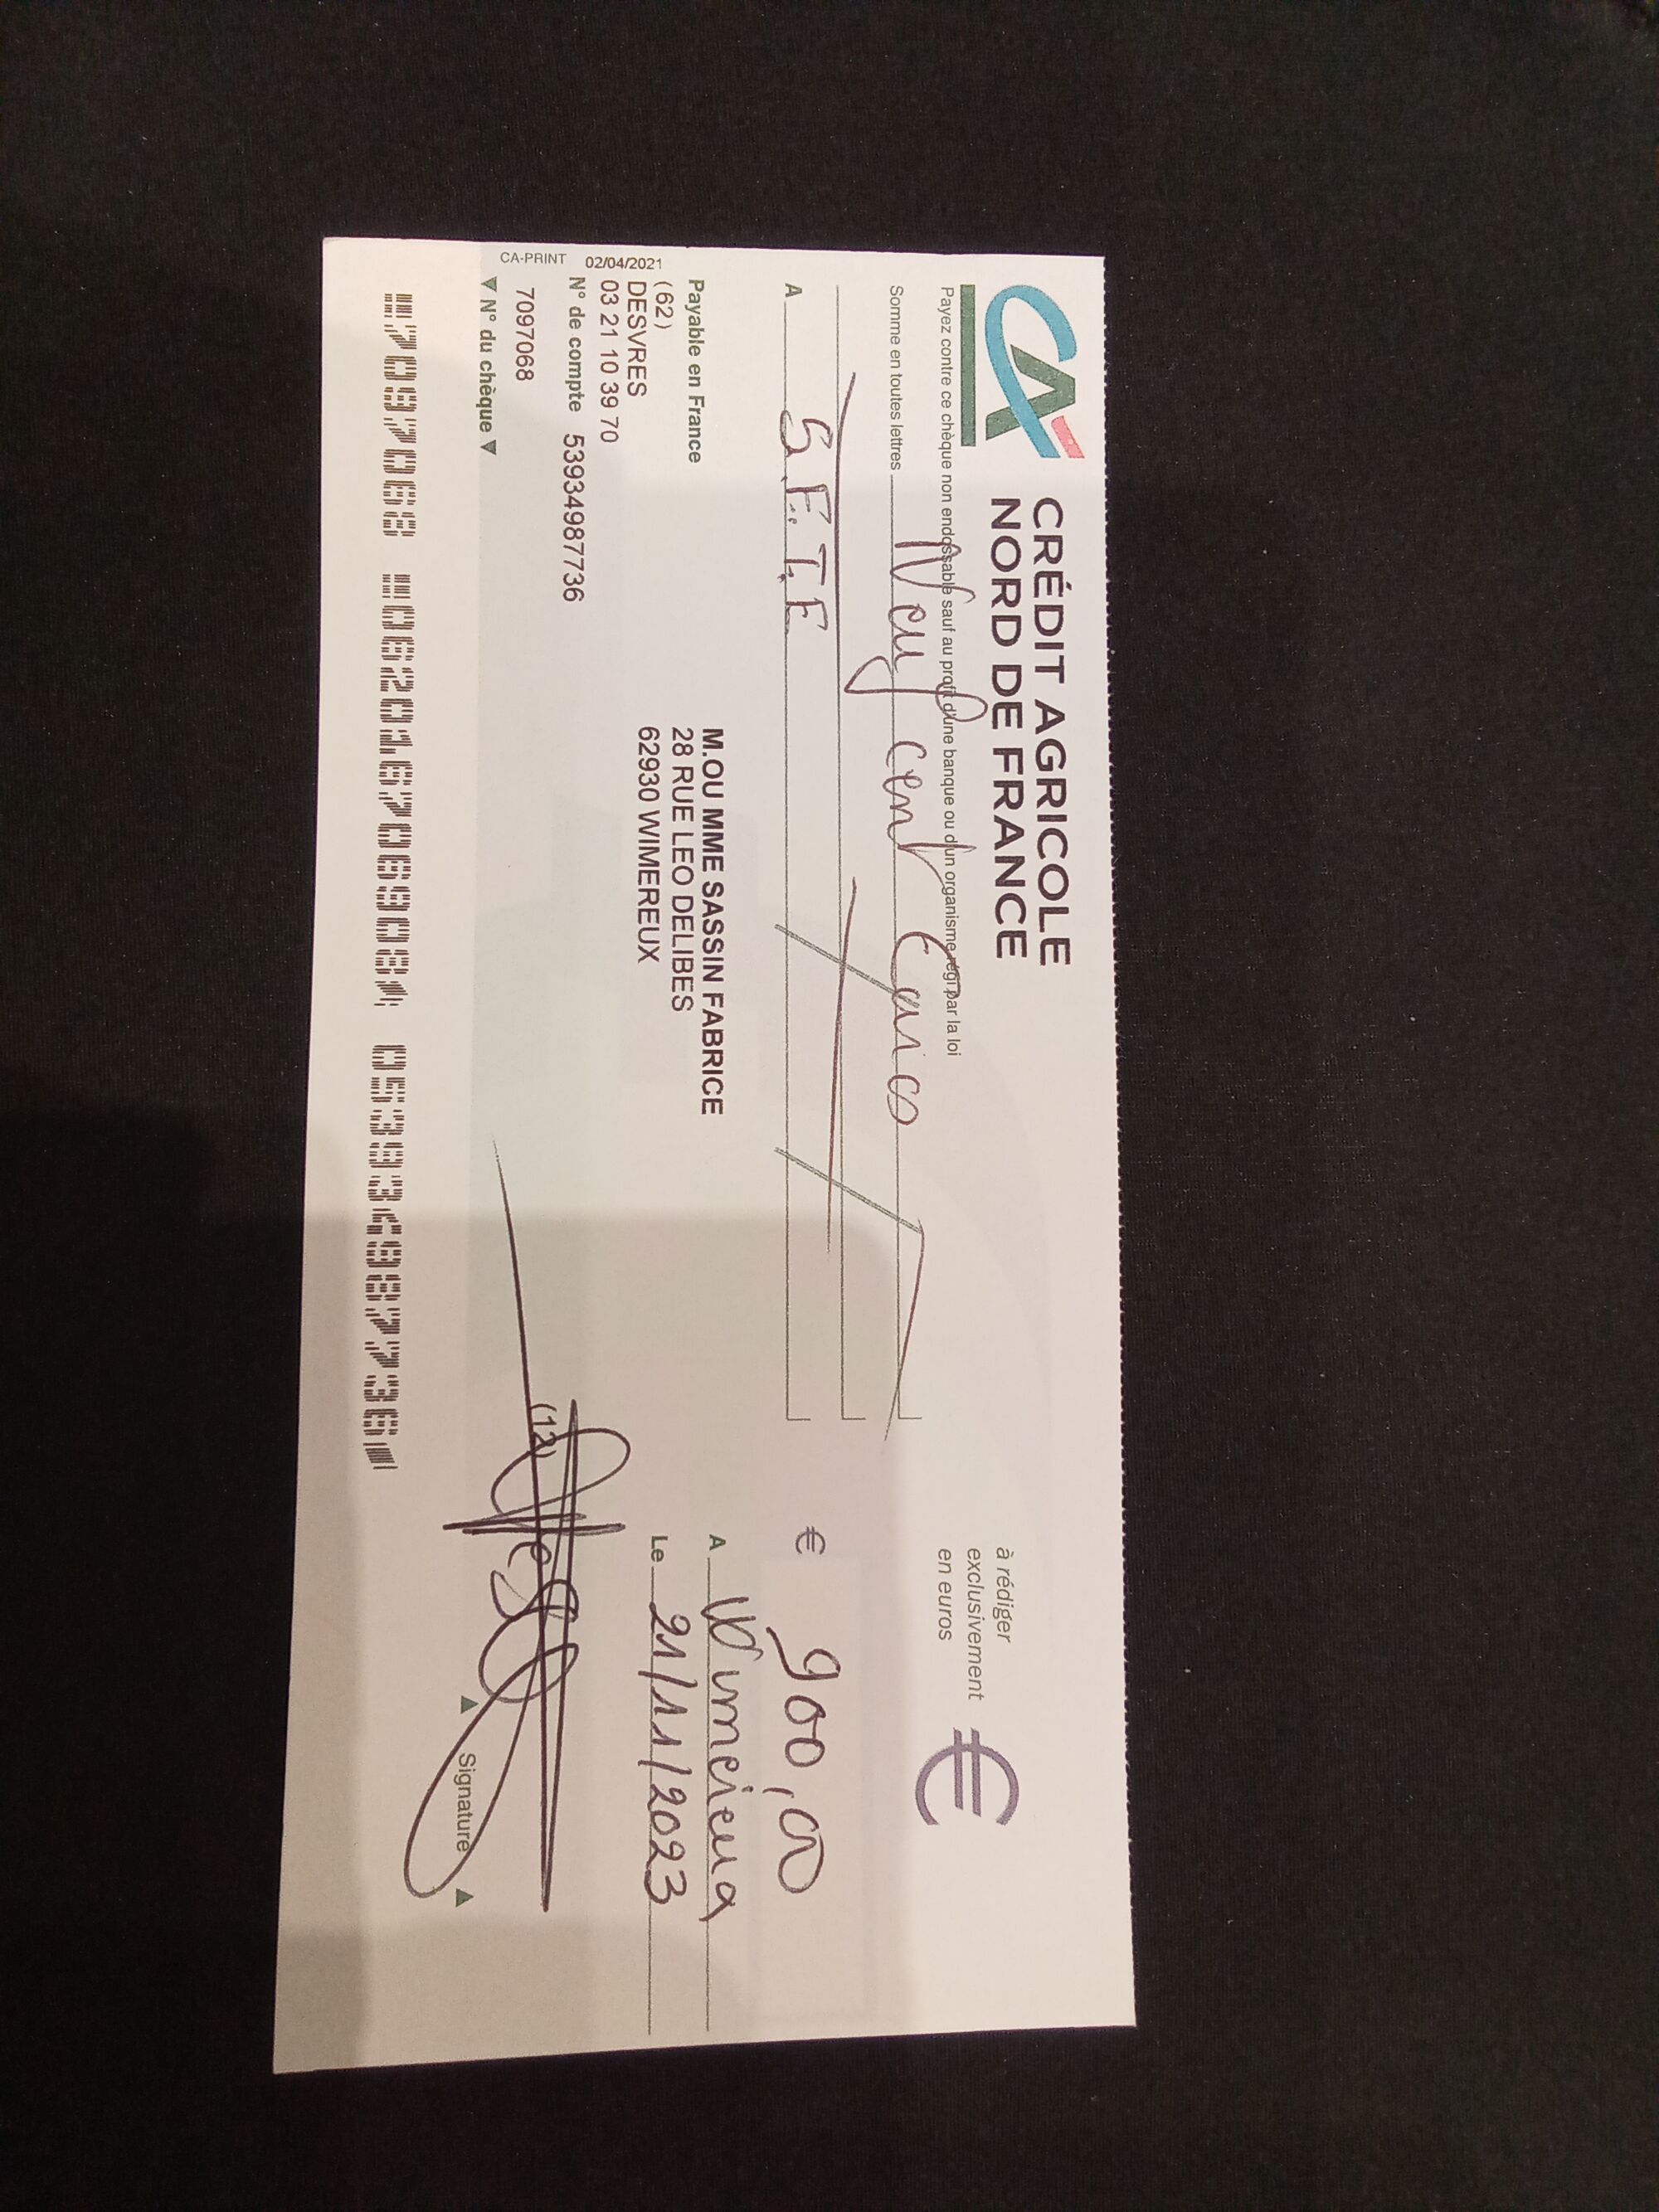 CRÉDIT AGRICOLE
NORD DE FRANCE
à rédiger
exclusivement
en euros
€
Payez contre ce chèque non endossable sauf au profit d'une banque ou d'un organisme régi par la loi
Somme en toutes lettres Neuf cent Euros
€ 900,00
A S.E.T.E
Payable en France
(62)
DESVRES
03 21 10 39 70
N° de compte 53934987736
M.OU MME SASSIN FABRICE
28 RUE LEO DELIBES
62930 WIMEREUX
A Wimereux
Le 21/11/2023
CA-PRINT 02/04/2021
7097068
(12)
▼ N° du chèque ▼
▲ Signature ▲
7097068 062016706908 053934987736